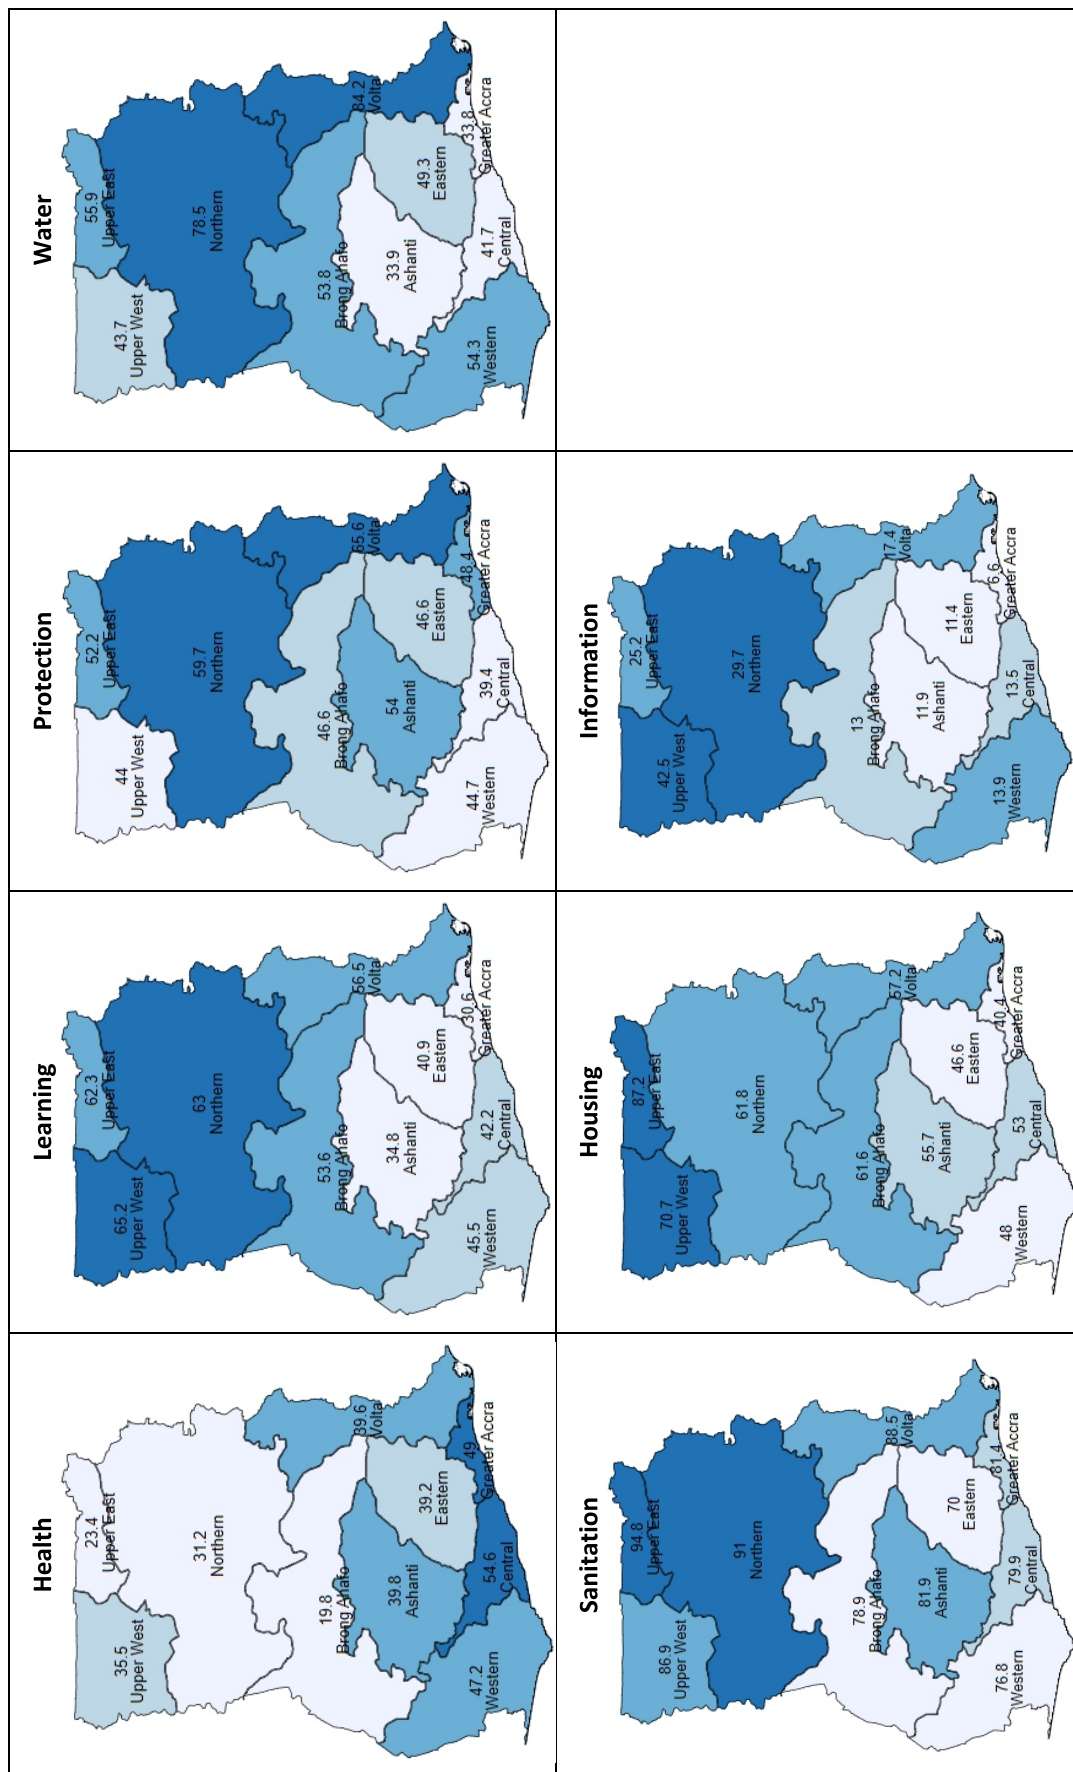 Health
35.5
Upper West
23.4
Upper East
31.2
Northern
19.8
Brong Ahafo
39.6
Volta
39.8
Ashanti
39.2
Eastern
49
Greater Accra
54.6
Central
47.2
Western
Learning
65.2
Upper West
62.3
Upper East
63
Northern
53.6
Brong Ahafo
56.5
Volta
34.8
Ashanti
40.9
Eastern
30.6
Greater Accra
42.2
Central
45.5
Western
Protection
44
Upper West
52.2
Upper East
59.7
Northern
46.6
Brong Ahafo
65.6
Volta
54
Ashanti
46.6
Eastern
48.4
Greater Accra
39.4
Central
44.7
Western
Water
43.7
Upper West
55.9
Upper East
78.5
Northern
53.8
Brong Ahafo
84.2
Volta
33.9
Ashanti
49.3
Eastern
33.8
Greater Accra
41.7
Central
54.3
Western
Sanitation
86.9
Upper West
94.8
Upper East
91
Northern
78.9
Brong Ahafo
88.5
Volta
81.9
Ashanti
70
Eastern
81.4
Greater Accra
79.9
Central
76.8
Western
Housing
70.7
Upper West
87.2
Upper East
61.8
Northern
61.6
Brong Ahafo
57.2
Volta
55.7
Ashanti
46.6
Eastern
40.4
Greater Accra
53
Central
48
Western
Information
42.5
Upper West
25.2
Upper East
29.7
Northern
13
Brong Ahafo
17.4
Volta
11.9
Ashanti
11.4
Eastern
6.6
Greater Accra
13.5
Central
13.9
Western